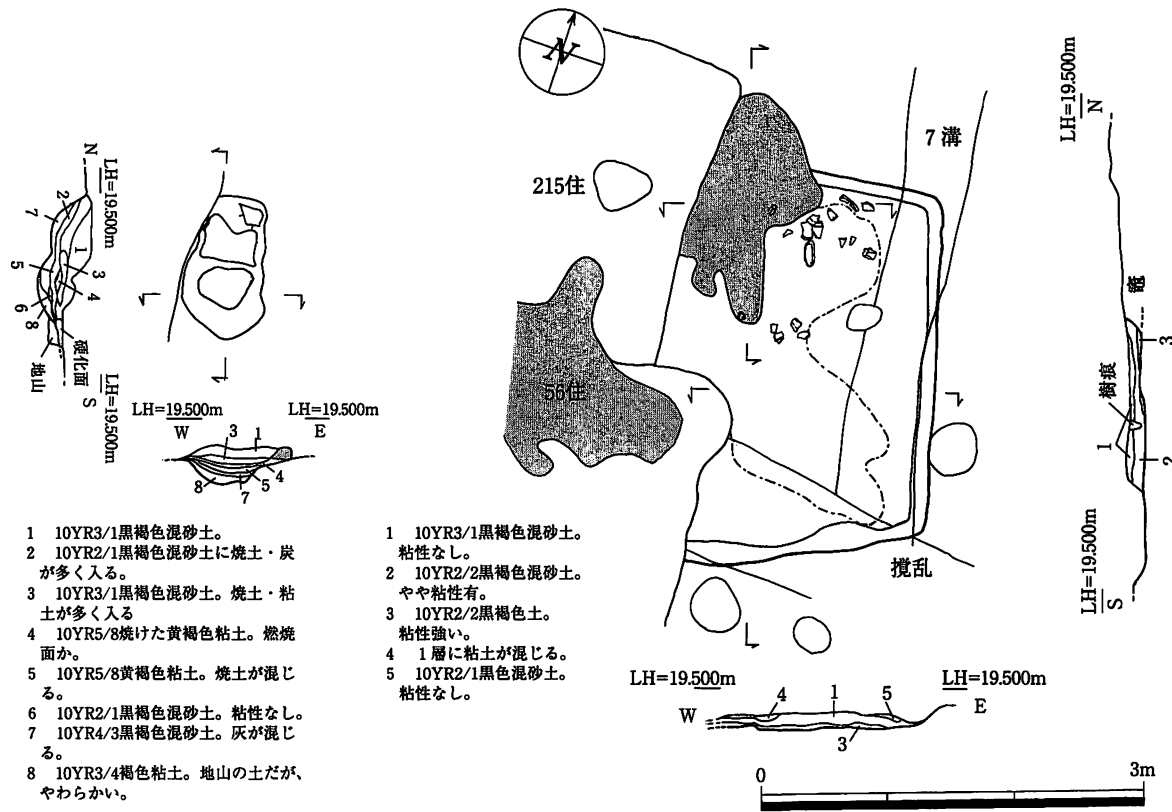 N
7溝
215住
56住
撹乱
LH=19.500m
N
竈
3
樹痕
1
2
LH=19.500m
S
N
LH=19.500m
2
7
1
5
3
4
6
8
硬化面
地山
S
LH=19.500m
LH=19.500m
W
LH=19.500m
E
3
1
4
5
7
8
1 10YR3/1黒褐色混砂土。
2 10YR2/1黒褐色混砂土に焼土・炭
が多く入る。
3 10YR3/1黒褐色混砂土。焼土・粘
土が多く入る
4 10YR5/8焼けた黄褐色粘土。燃焼
面か。
5 10YR5/8黄褐色粘土。焼土が混じ
る。
6 10YR2/1黒褐色混砂土。粘性なし。
7 10YR4/3黒褐色混砂土。灰が混じ
る。
8 10YR3/4褐色粘土。地山の土だが、
やわらかい。
1 10YR3/1黒褐色混砂土。
粘性なし。
2 10YR2/2黒褐色混砂土。
やや粘性有。
3 10YR2/2黒褐色土。
粘性強い。
4 1層に粘土が混じる。
5 10YR2/1黒色混砂土。
粘性なし。
LH=19.500m
W
LH=19.500m
E
4
1
5
3
0
3m